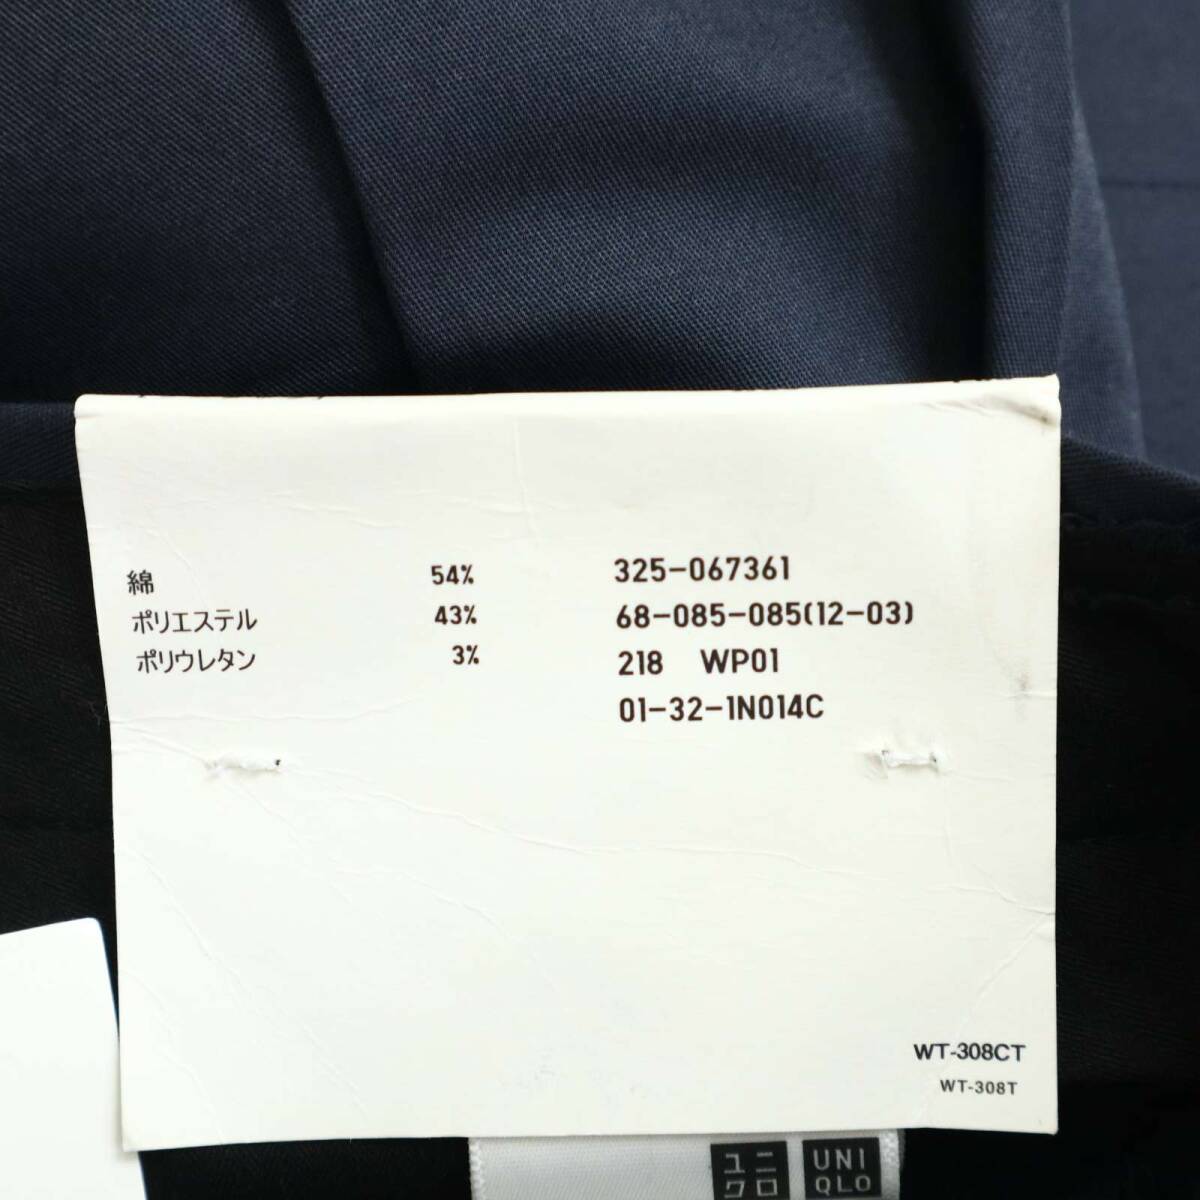 綿 54%
ポリエステル 43%
ポリウレタン 3%
325-067361
68-085-085(12-03)
218 WP01
01-32-1N014C
WT-308CT
WT-308T
ユニ
クロ
UNI
QLO